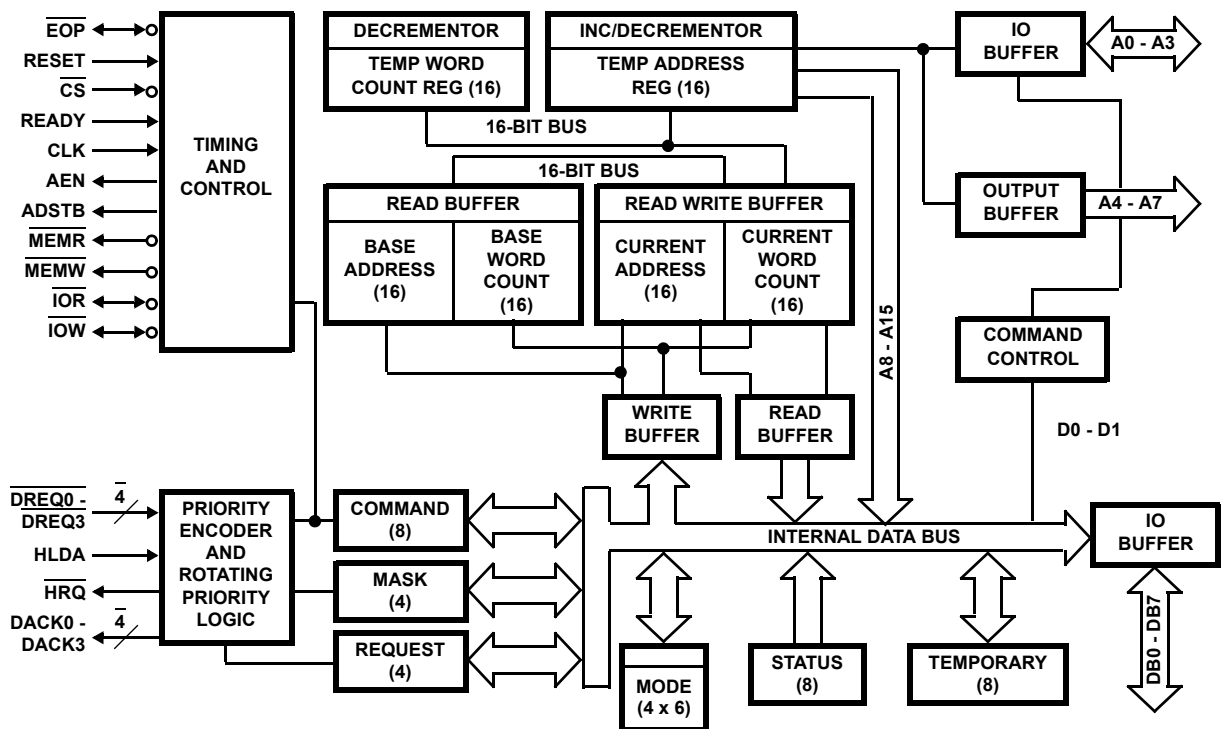 EOP
RESET
CS
READY
CLK
AEN
ADSTB
MEMR
MEMW
IOR
IOW
TIMING
AND
CONTROL
DECREMENTOR
TEMP WORD
COUNT REG (16)
INC/DECREMENTOR
TEMP ADDRESS
REG (16)
16-BIT BUS
16-BIT BUS
READ BUFFER
BASE
ADDRESS
(16)
BASE
WORD
COUNT
(16)
READ WRITE BUFFER
CURRENT
ADDRESS
(16)
CURRENT
WORD
COUNT
(16)
A8 - A15
IO
BUFFER
A0 - A3
OUTPUT
BUFFER
A4 - A7
COMMAND
CONTROL
D0 - D1
WRITE
BUFFER
READ
BUFFER
DREQ0 -
DREQ3
4
HLDA
HRQ
DACK0 -
DACK3
4
PRIORITY
ENCODER
AND
ROTATING
PRIORITY
LOGIC
COMMAND
(8)
MASK
(4)
REQUEST
(4)
INTERNAL DATA BUS
IO
BUFFER
DB0 - DB7
MODE
(4 x 6)
STATUS
(8)
TEMPORARY
(8)